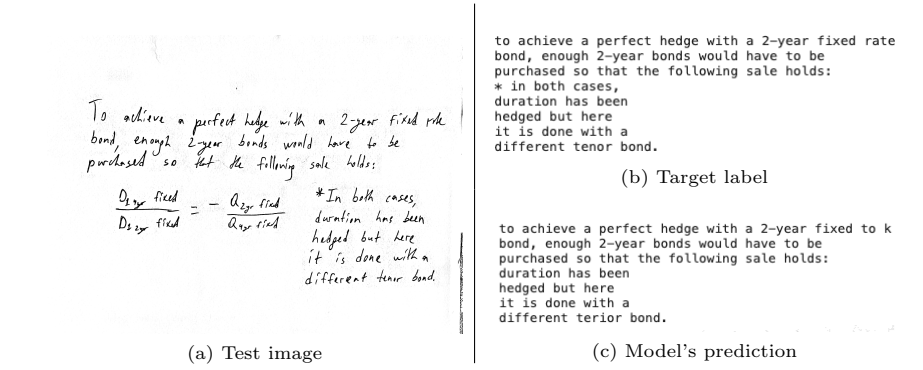 To achieve a perfect hedge with a 2-year fixed rate
bond, enough 2-year bonds would have to be
purchased so that the following sale holds:
fixed = - Q2yr fixed
fixed fixed
*In both cases,
duration has been
hedged but here
it is done with a
different tenor bond.
(a) Test image
to achieve a perfect hedge with a 2-year fixed rate
bond, enough 2-year bonds would have to be
purchased so that the following sale holds:
* in both cases,
duration has been
hedged but here
it is done with a
different tenor bond.
(b) Target label
to achieve a perfect hedge with a 2-year fixed to k
bond, enough 2-year bonds would have to be
purchased so that the following sale holds:
duration has been
hedged but here
it is done with a
different terior bond.
(c) Model's prediction